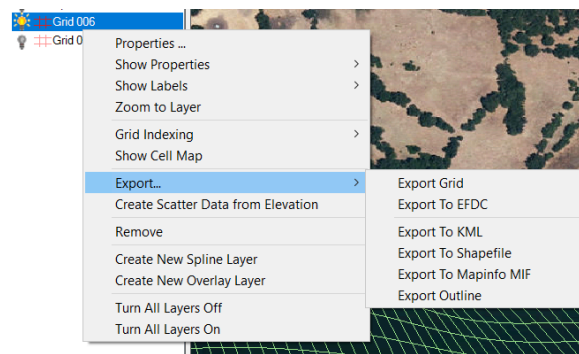 Grid 006
Grid 0
Properties ...
Show Properties
Show Labels
Zoom to Layer
Grid Indexing
Show Cell Map
Export...
Create Scatter Data from Elevation
Remove
Create New Spline Layer
Create New Overlay Layer
Turn All Layers Off
Turn All Layers On
Export Grid
Export To EFDC
Export To KML
Export To Shapefile
Export To Mapinfo MIF
Export Outline